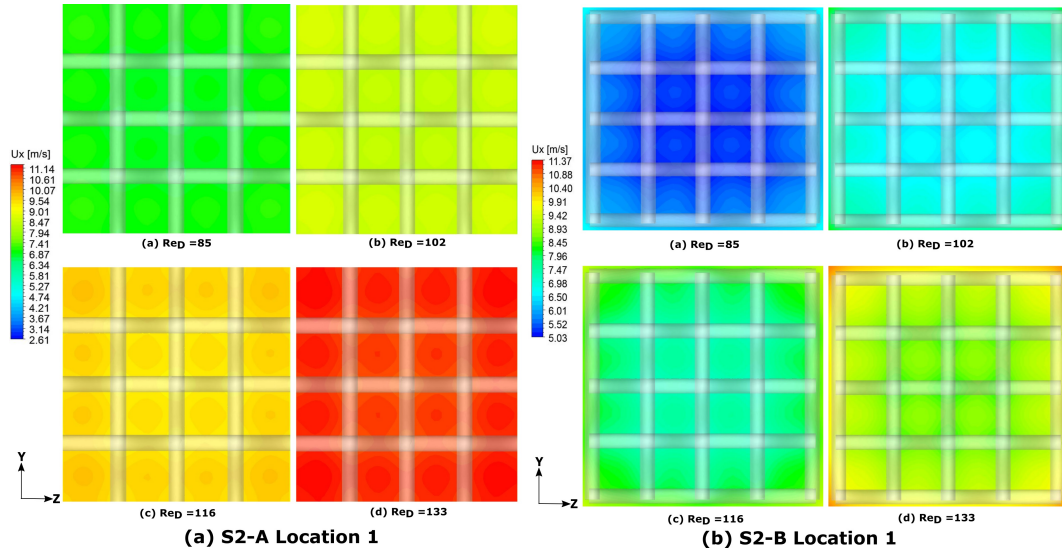 Ux [m/s]
11.14
10.61
10.07
9.54
9.01
8.47
7.94
7.41
6.87
6.34
5.81
5.27
4.74
4.21
3.67
3.14
2.61
Y
Z
(a) ReD =85
(b) ReD =102
(c) ReD =116
(d) ReD =133
(a) S2-A Location 1
Ux [m/s]
11.37
10.88
10.40
9.91
9.42
8.93
8.45
7.96
7.47
6.98
6.50
6.01
5.52
5.03
Y
Z
(a) ReD =85
(b) ReD =102
(c) ReD =116
(d) ReD =133
(b) S2-B Location 1